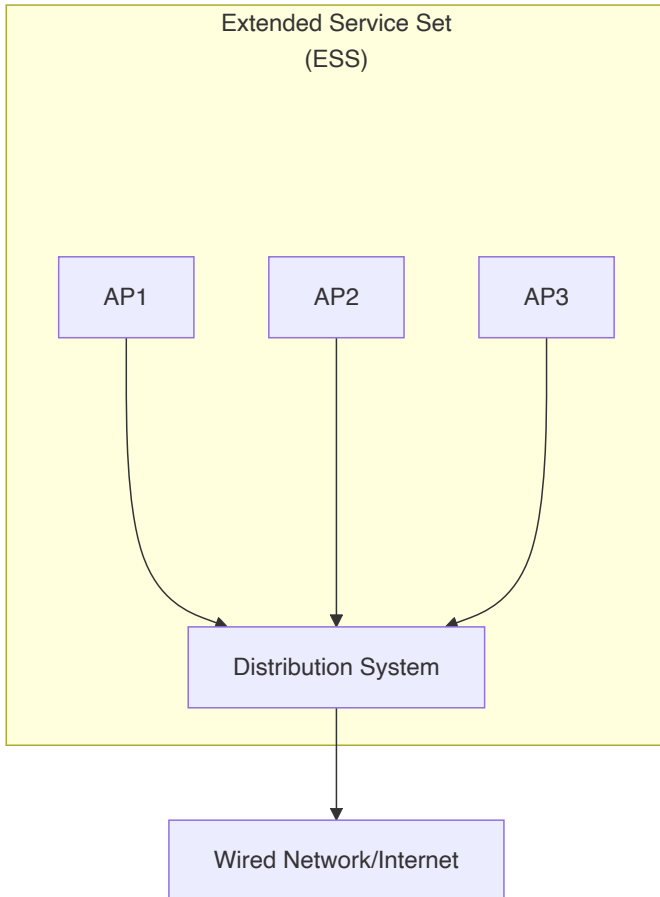 Extended Service Set
(ESS)
AP1
AP2
AP3
Distribution System
Wired Network/Internet